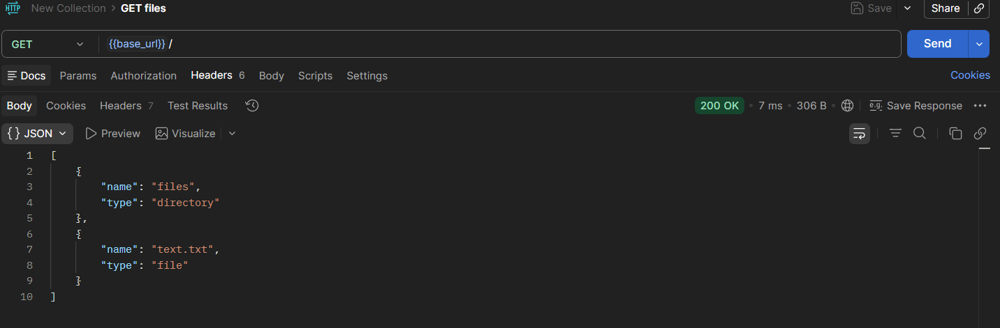 HTTP New Collection > GET files Save Share
GET {{base_url}} / Send
Docs Params Authorization Headers 6 Body Scripts Settings Cookies
Body Cookies Headers 7 Test Results 200 OK • 7 ms • 306 B • e.g. Save Response •••
{} JSON Preview Visualize
1 [
2 {
3 "name": "files",
4 "type": "directory"
5 },
6 {
7 "name": "text.txt",
8 "type": "file"
9 }
10 ]